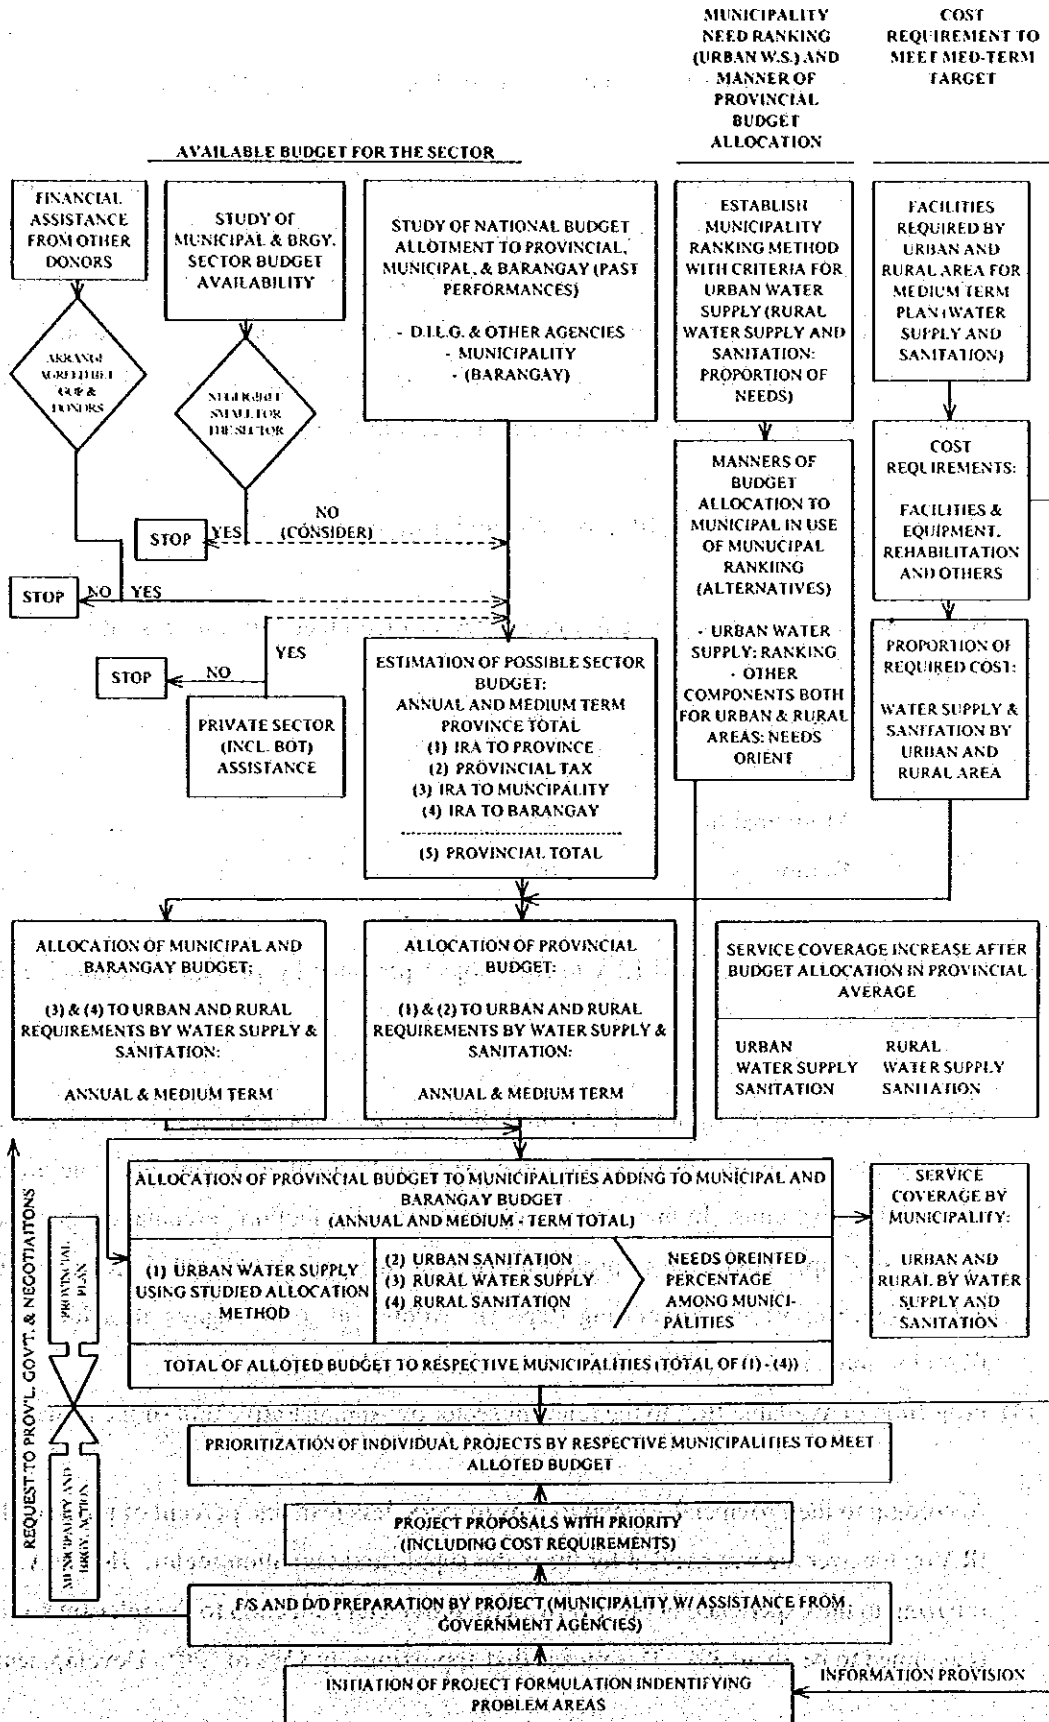 MUNICIPALITY
NEED RANKING
(URBAN W.S.) AND
MANNER OF
PROVINCIAL
BUDGET
ALLOCATION
COST
REQUIREMENT TO
MEET MED-TERM
TARGET
AVAILABLE BUDGET FOR THE SECTOR
FINANCIAL
ASSISTANCE
FROM OTHER
DONORS
STUDY OF
MUNICIPAL & BRGY.
SECTOR BUDGET
AVAILABILITY
STUDY OF NATIONAL BUDGET
ALLOTMENT TO PROVINCIAL,
MUNICIPAL, & BARANGAY (PAST
PERFORMANCES)
- D.I.L.G. & OTHER AGENCIES
- MUNICIPALITY
- (BARANGAY)
ESTABLISH
MUNICIPALITY
RANKING METHOD
WITH CRITERIA FOR
URBAN WATER
SUPPLY (RURAL
WATER SUPPLY AND
SANITATION:
PROPORTION OF
NEEDS)
FACILITIES
REQUIRED BY
URBAN AND
RURAL AREA FOR
MEDIUM TERM
PLAN (WATER
SUPPLY AND
SANITATION)
ARRANGE
&
DONORS
SMALL FOR
THE SECTOR
MANNERS OF
BUDGET
ALLOCATION TO
MUNICIPAL IN USE
OF MUNUCIPAL
RANKIING
(ALTERNATIVES)
- URBAN WATER
SUPPLY: RANKING
- OTHER
COMPONENTS BOTH
FOR URBAN & RURAL
AREAS: NEEDS
ORIENT
COST
REQUIREMENTS:
FACILITIES &
EQUIPMENT,
REHABILITATION
AND OTHERS
STOP
YES
NO
(CONSIDER)
STOP
NO
YES
STOP
NO
YES
PRIVATE SECTOR
(INCL. BOT)
ASSISTANCE
ESTIMATION OF POSSIBLE SECTOR
BUDGET:
ANNUAL AND MEDIUM TERM
PROVINCE TOTAL
(1) IRA TO PROVINCE
(2) PROVINCIAL TAX
(3) IRA TO MUNCIPALITY
(4) IRA TO BARANGAY
(5) PROVINCIAL TOTAL
PROPORTION OF
REQUIRED COST:
WATER SUPPLY &
SANITATION BY
URBAN AND
RURAL AREA
ALLOCATION OF MUNICIPAL AND
BARANGAY BUDGET:
(3) & (4) TO URBAN AND RURAL
REQUIREMENTS BY WATER SUPPLY &
SANITATION:
ANNUAL & MEDIUM TERM
ALLOCATION OF PROVINCIAL
BUDGET:
(1) & (2) TO URBAN AND RURAL
REQUIREMENTS BY WATER SUPPLY &
SANITATION:
ANNUAL & MEDIUM TERM
SERVICE COVERAGE INCREASE AFTER
BUDGET ALLOCATION IN PROVINCIAL
AVERAGE
URBAN
WATER SUPPLY
SANITATION
RURAL
WATER SUPPLY
SANITATION
ALLOCATION OF PROVINCIAL BUDGET TO MUNICIPALITIES ADDING TO MUNICIPAL AND
BARANGAY BUDGET
(ANNUAL AND MEDIUM - TERM TOTAL)
(1) URBAN WATER SUPPLY
USING STUDIED ALLOCATION
METHOD
(2) URBAN SANITATION
(3) RURAL WATER SUPPLY
(4) RURAL SANITATION
NEEDS OREINTED
PERCENTAGE
AMONG MUNICI-
PALITIES
TOTAL OF ALLOTED BUDGET TO RESPECTIVE MUNICIPALITIES (TOTAL OF (1) - (4))
SERVICE
COVERAGE BY
MUNICIPALITY:
URBAN AND
RURAL BY WATER
SUPPLY AND
SANITATION
REQUEST TO PROV'L. GOV'T. & NEGOTIAITONS
PROVINCIAL
PLAN
MUNICIPALITY AND
BRGY. ACTION
PRIORITIZATION OF INDIVIDUAL PROJECTS BY RESPECTIVE MUNICIPALITIES TO MEET
ALLOTED BUDGET
PROJECT PROPOSALS WITH PRIORITY
(INCLUDING COST REQUIREMENTS)
F/S AND D/D PREPARATION BY PROJECT (MUNICIPALITY W/ ASSISTANCE FROM
GOVERNMENT AGENCIES)
INITIATION OF PROJECT FORMULATION INDENTIFYING
PROBLEM AREAS
INFORMATION PROVISION